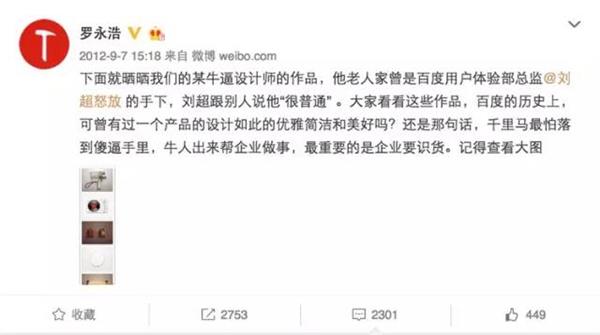 罗永浩
2012-9-7 15:18 来自 微博 weibo.com
下面就晒晒我们的某牛逼设计师的作品，他老人家曾是百度用户体验部总监@刘
超怒放 的手下，刘超跟别人说他“很普通”。大家看看这些作品，百度的历史上，
可曾有过一个产品的设计如此的优雅简洁和美好吗？还是那句话，千里马最怕落
到傻逼手里，牛人出来帮企业做事，最重要的是企业要识货。记得查看大图
收藏 2753 2301 449